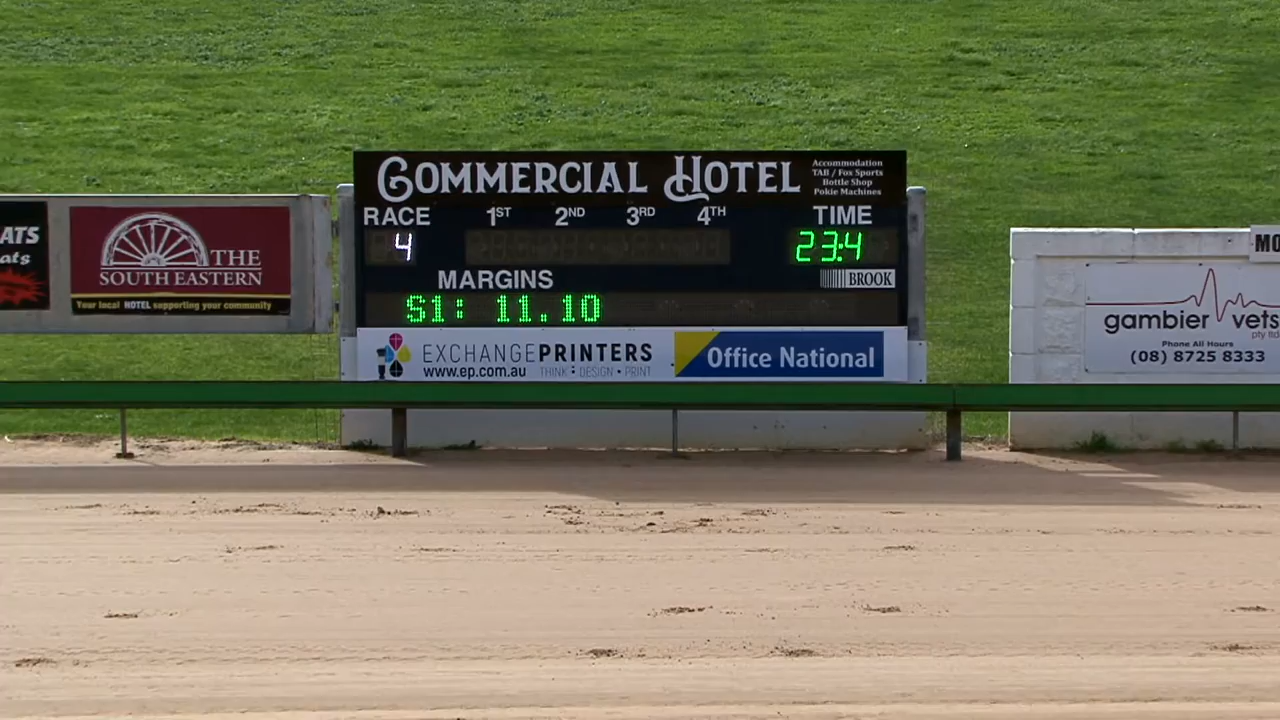 COMMERCIAL HOTEL
Accommodation
TAB / Fox Sports
Bottle Shop
Pokie Machines
RACE 1ST 2ND 3RD 4TH TIME
4 23:4
MARGINS
BROOK
S1: 11.10
EXCHANGEPRINTERS
www.ep.com.au THINK : DESIGN • PRINT
Office National
ATS
ats
THE
SOUTH EASTERN
Your local HOTEL supporting your community
MO
gambier vets
pty ltd
Phone All Hours
(08) 8725 8333